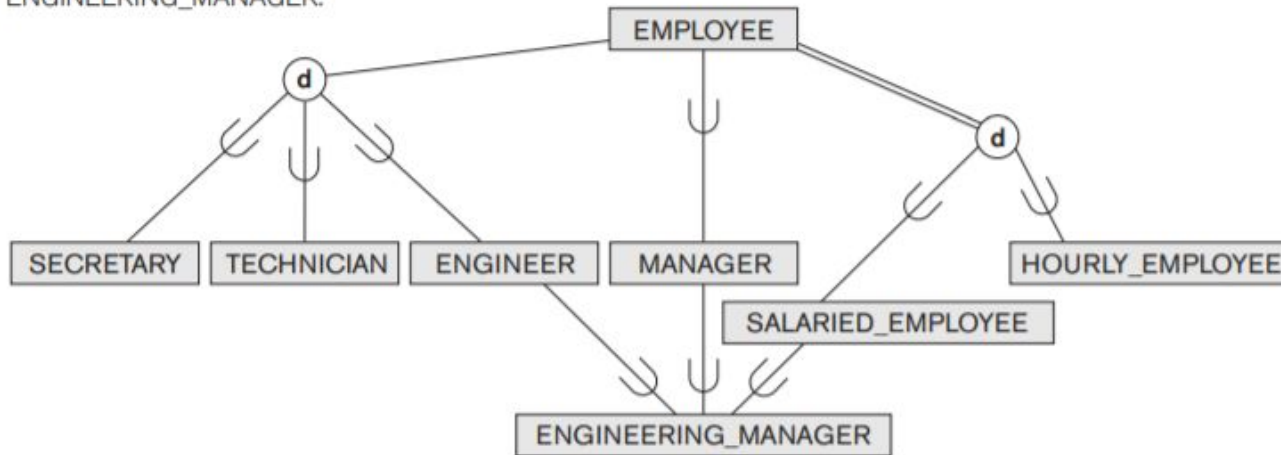 ENGINEERING_MANAGER.
EMPLOYEE
d
d
SECRETARY
TECHNICIAN
ENGINEER
MANAGER
HOURLY_EMPLOYEE
SALARIED_EMPLOYEE
ENGINEERING_MANAGER